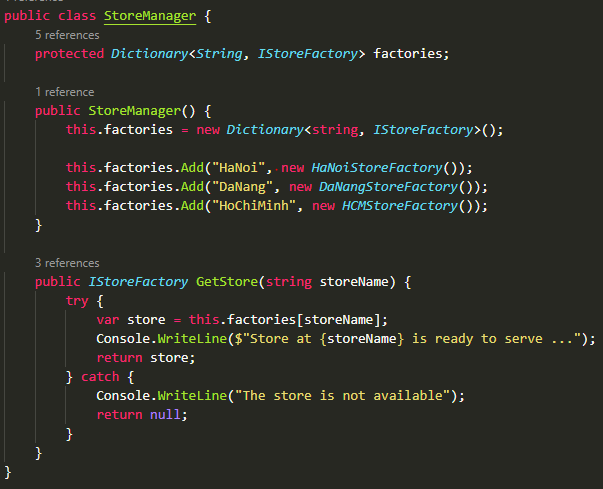 public class StoreManager {
5 references
protected Dictionary<String, IStoreFactory> factories;
1 reference
public StoreManager() {
this.factories = new Dictionary<string, IStoreFactory>();
this.factories.Add("HaNoi", new HaNoiStoreFactory());
this.factories.Add("DaNang", new DaNangStoreFactory());
this.factories.Add("HoChiMinh", new HCMStoreFactory());
}
3 references
public IStoreFactory GetStore(string storeName) {
try {
var store = this.factories[storeName];
Console.WriteLine($"Store at {storeName} is ready to serve ...");
return store;
} catch {
Console.WriteLine("The store is not available");
return null;
}
}
}